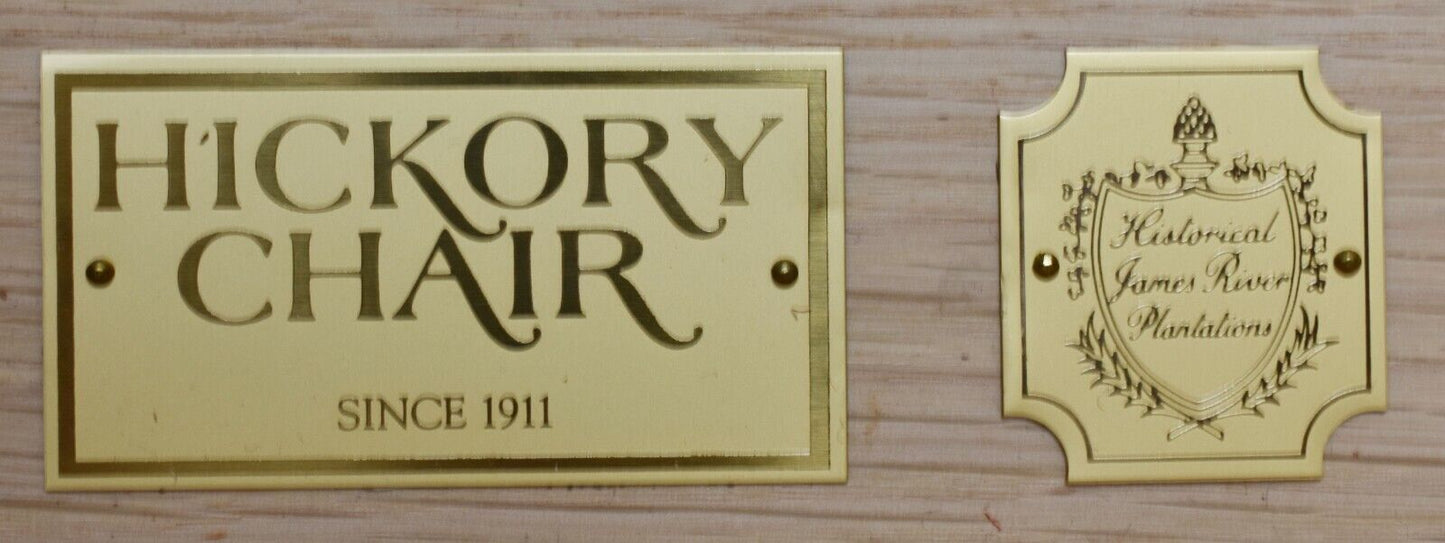 HICKORY
CHAIR
SINCE 1911
Historical
James River
Plantations